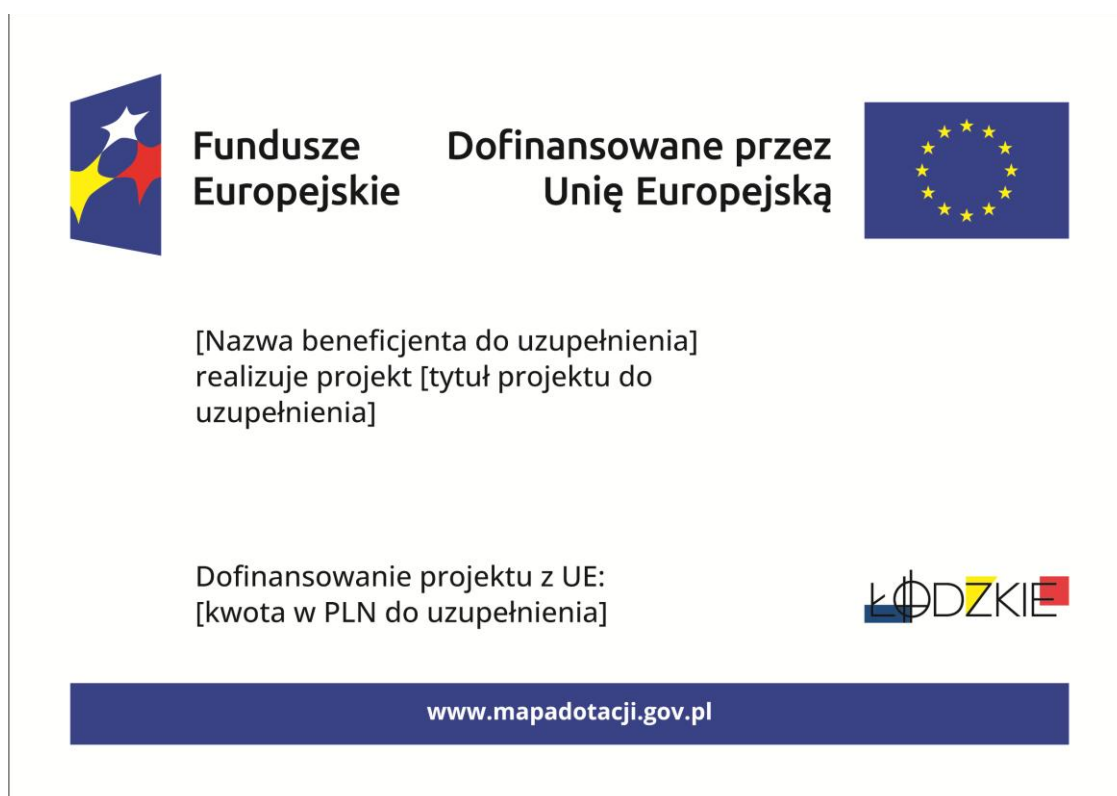 Fundusze
Europejskie
Dofinansowane przez
Unię Europejską
[Nazwa beneficjenta do uzupełnienia]
realizuje projekt [tytuł projektu do
uzupełnienia]
Dofinansowanie projektu z UE:
[kwota w PLN do uzupełnienia]
ŁÓDZKIE
www.mapadotacji.gov.pl